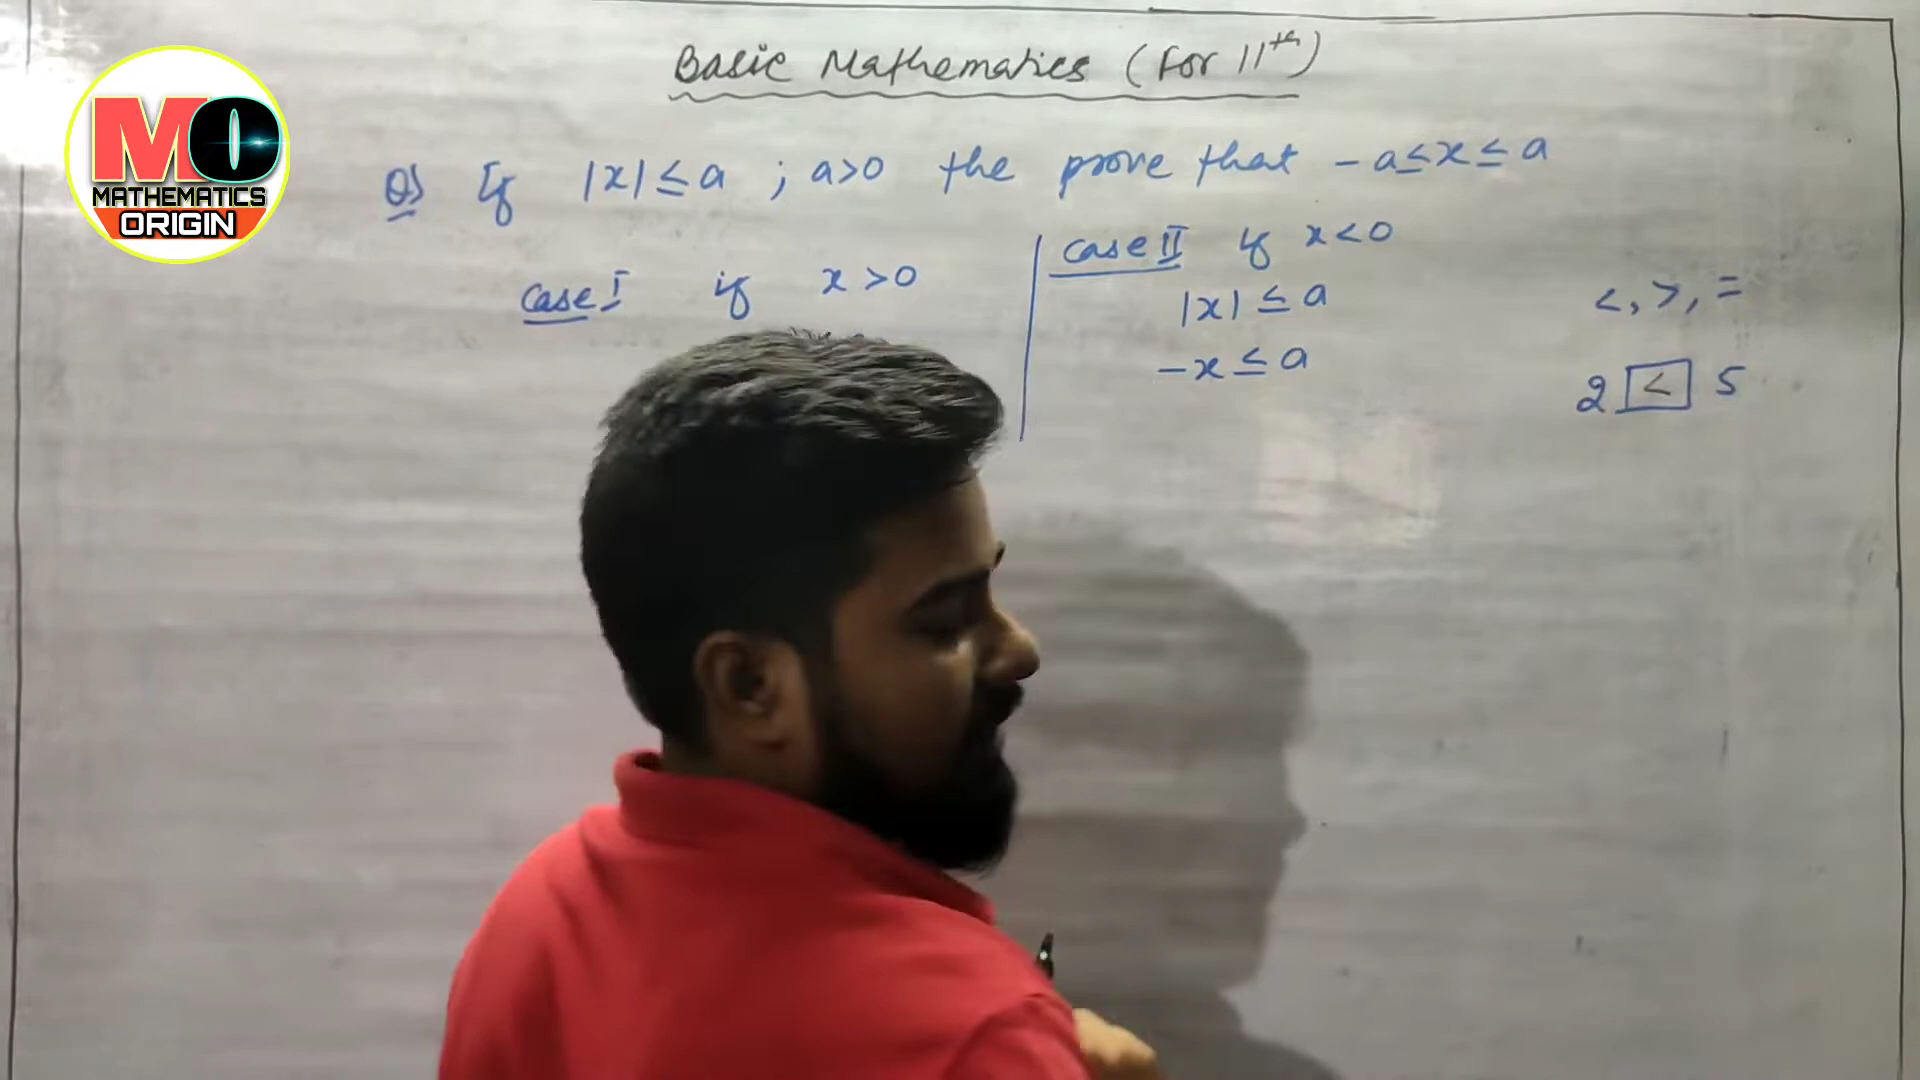 MO
MATHEMATICS
ORIGIN
Basic Mathematics (For 11th)
Q) If |x| ≤ a ; a>0 the prove that -a≤x≤a
Case I if x >0
Case II if x<0
|x| ≤ a
-x ≤ a
<, >, =
2 < 5